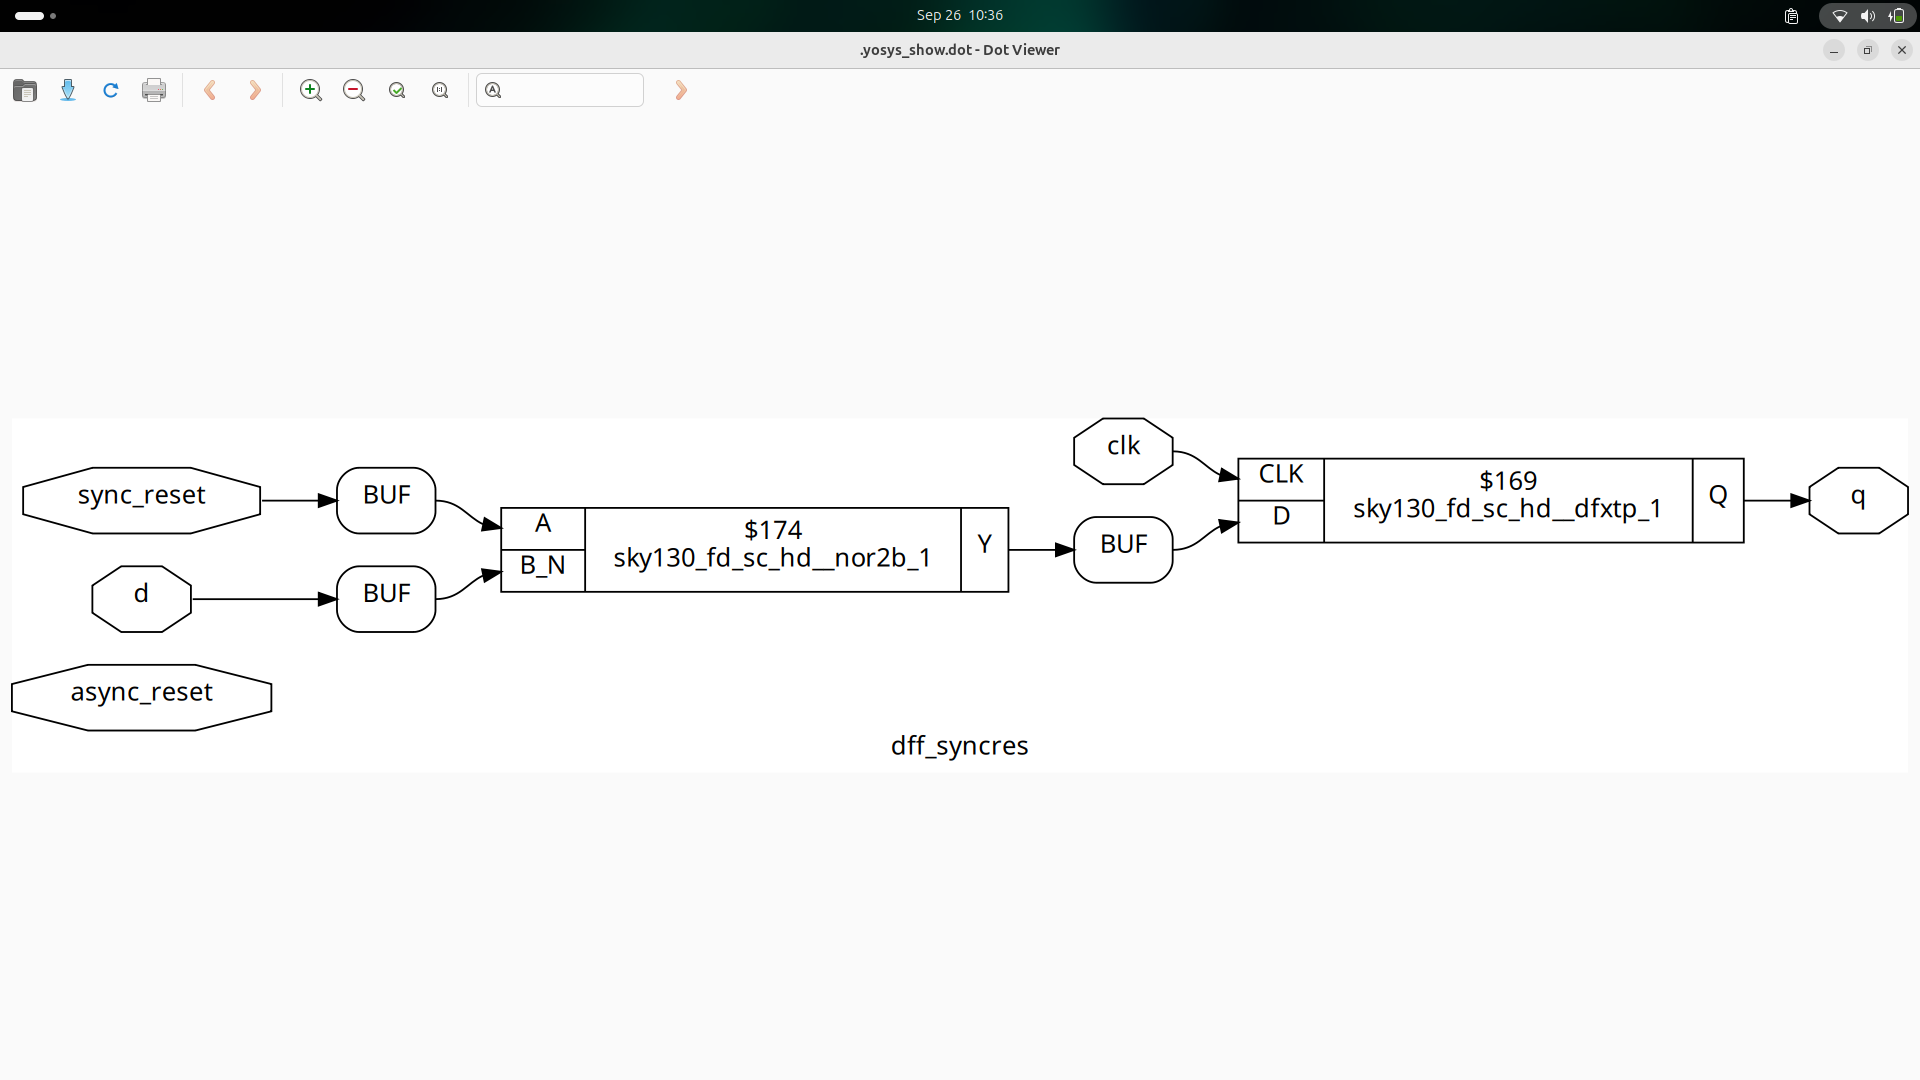 Sep 26 10:36
.yosys_show.dot - Dot Viewer
clk
sync_reset
BUF
CLK
D
$169
sky130_fd_sc_hd__dfxtp_1
Q
q
A
B_N
$174
sky130_fd_sc_hd__nor2b_1
Y
BUF
d
BUF
async_reset
dff_syncres